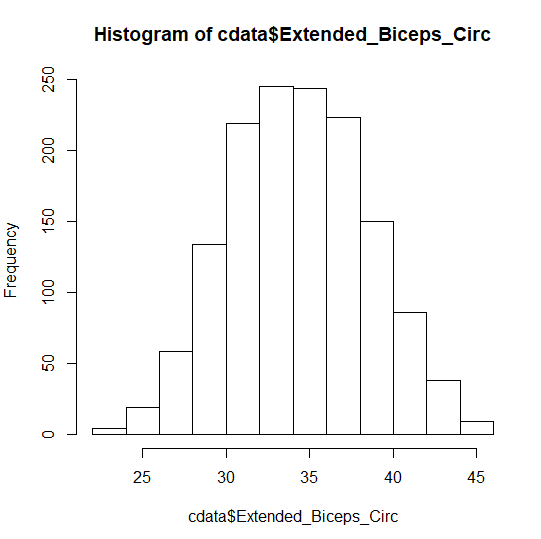 Histogram of cdata$Extended_Biceps_Circ
250
200
150
100
50
0
Frequency
25 30 35 40 45
cdata$Extended_Biceps_Circ